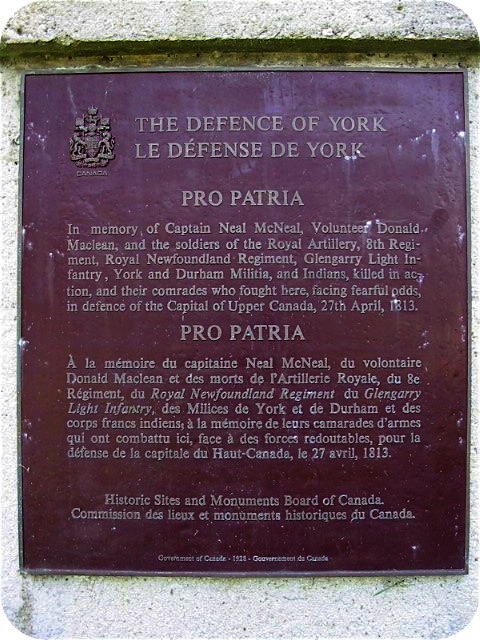 CANADA
THE DEFENCE OF YORK
LE DÉFENSE DE YORK
PRO PATRIA
In memory of Captain Neal McNeal, Volunteer Donald
Maclean, and the soldiers of the Royal Artillery, 8th Regi-
ment, Royal Newfoundland Regiment, Glengarry Light In-
fantry, York and Durham Militia, and Indians, killed in ac-
tion, and their comrades who fought here, facing fearful odds,
in defence of the Capital of Upper Canada, 27th April, 1813.
PRO PATRIA
À la mémoire du capitaine Neal McNeal, du volontaire
Donald Maclean et des morts de l'Artillerie Royale, du 8e
Régiment, du Royal Newfoundland Regiment du Glengarry
Light Infantry, des Milices de York et de Durham et des
corps francs indiens, à la mémoire de leurs camarades d'armes
qui ont combattu ici, face à des forces redoutables, pour la
défense de la capitale du Haut-Canada, le 27 avril, 1813.
Historic Sites and Monuments Board of Canada.
Commission des lieux et monuments historiques du Canada.
Government of Canada - 1928 - Gouvernement du Canada